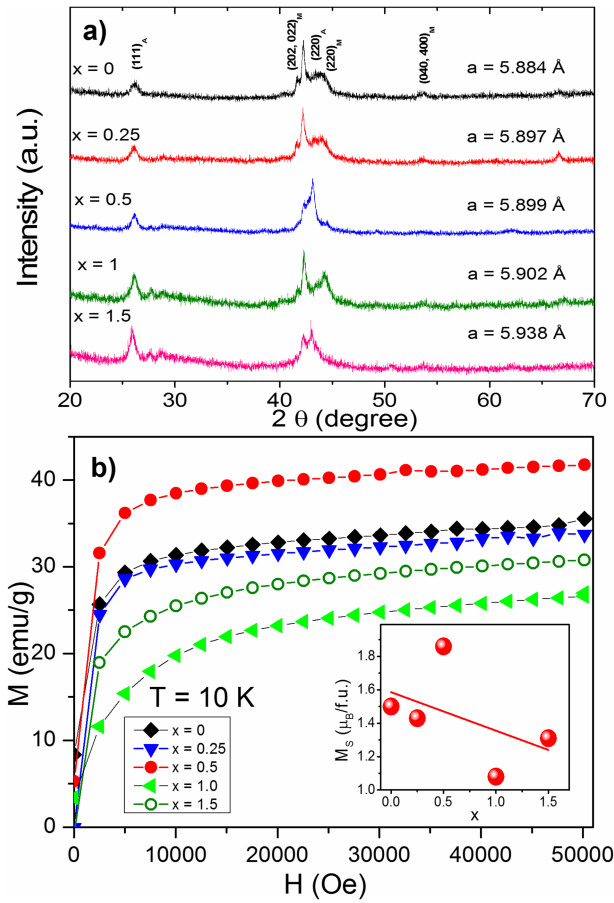 a)
(111)A
(202, 022)M
(220)A
(220)M
(040, 400)M
x = 0
a = 5.884 Å
x = 0.25
a = 5.897 Å
x = 0.5
a = 5.899 Å
x = 1
a = 5.902 Å
x = 1.5
a = 5.938 Å
Intensity (a.u.)
20 30 40 50 60 70
2 θ (degree)
b)
40
30
20
10
0
M (emu/g)
T = 10 K
x = 0
x = 0.25
x = 0.5
x = 1.0
x = 1.5
1.8
1.6
1.4
1.2
1.0
MS (μB/f.u.)
0.0 0.5 1.0 1.5
x
0 10000 20000 30000 40000 50000
H (Oe)